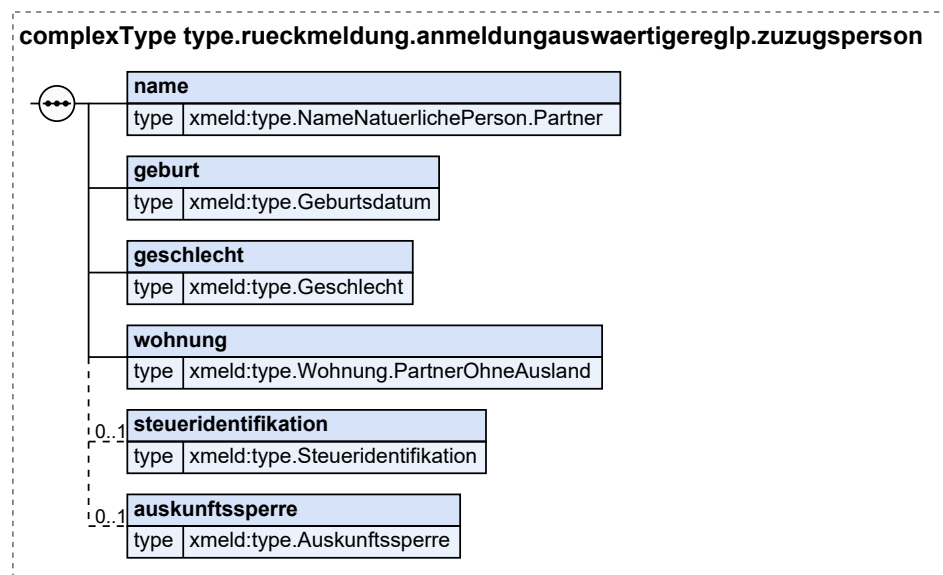 complexType type.rueckmeldung.anmeldungauswaertigereglp.zuzugsperson
name
type xmeld:type.NameNatuerlichePerson.Partner
geburt
type xmeld:type.Geburtsdatum
geschlecht
type xmeld:type.Geschlecht
wohnung
type xmeld:type.Wohnung.PartnerOhneAusland
0..1 steueridentifikation
type xmeld:type.Steueridentifikation
0..1 auskunftssperre
type xmeld:type.Auskunftssperre